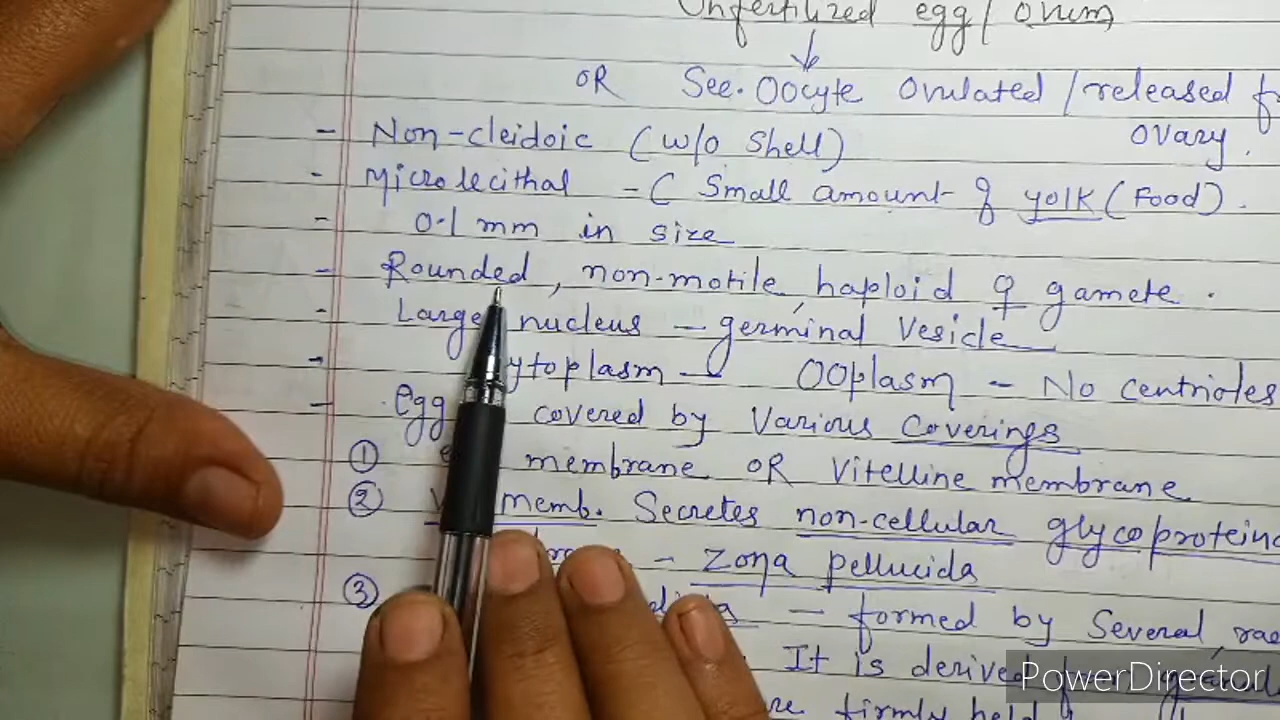 Unfertilized egg / ovum
↓
OR See. Oocyte Ovulated / released
ovary.
- Non-cleidoic (w/o Shell)
- Microlecithal - ( Small amount of yolk (Food).
- 0.1 mm in size
- Rounded, non-motile, haploid ♀ gamete.
- Large nucleus - germinal vesicle
- ytoplasm - Ooplasm - No centrioles
- Egg covered by Various Coverings
① membrane OR Vitelline membrane
② memb. Secretes non-cellular glycoprotein
- Zona pellucida
③ - formed by Several
It is derived
firmly held
PowerDirector